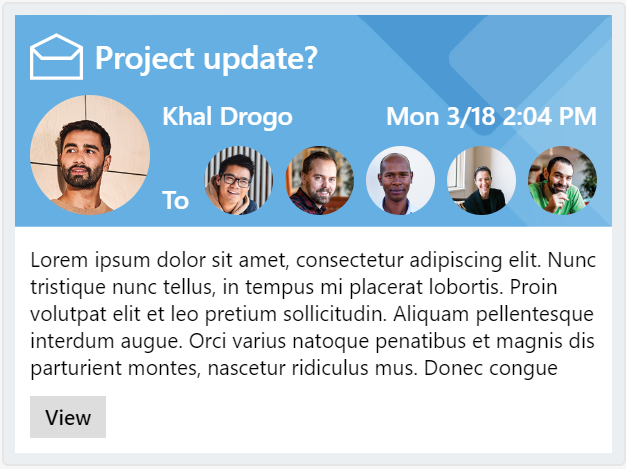 Project update?
Khal Drogo
Mon 3/18 2:04 PM
To
Lorem ipsum dolor sit amet, consectetur adipiscing elit. Nunc
tristique nunc tellus, in tempus mi placerat lobortis. Proin
volutpat elit et leo pretium sollicitudin. Aliquam pellentesque
interdum augue. Orci varius natoque penatibus et magnis dis
parturient montes, nascetur ridiculus mus. Donec congue
View